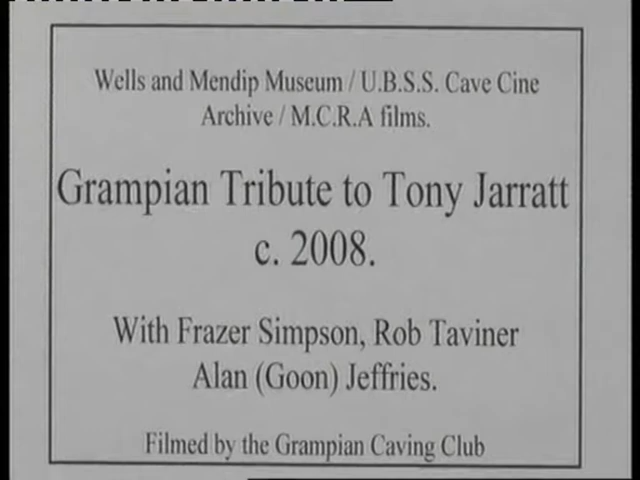 Wells and Mendip Museum / U.B.S.S. Cave Cine
Archive / M.C.R.A films.
Grampian Tribute to Tony Jarratt
c. 2008.
With Frazer Simpson, Rob Taviner
Alan (Goon) Jeffries.
Filmed by the Grampian Caving Club